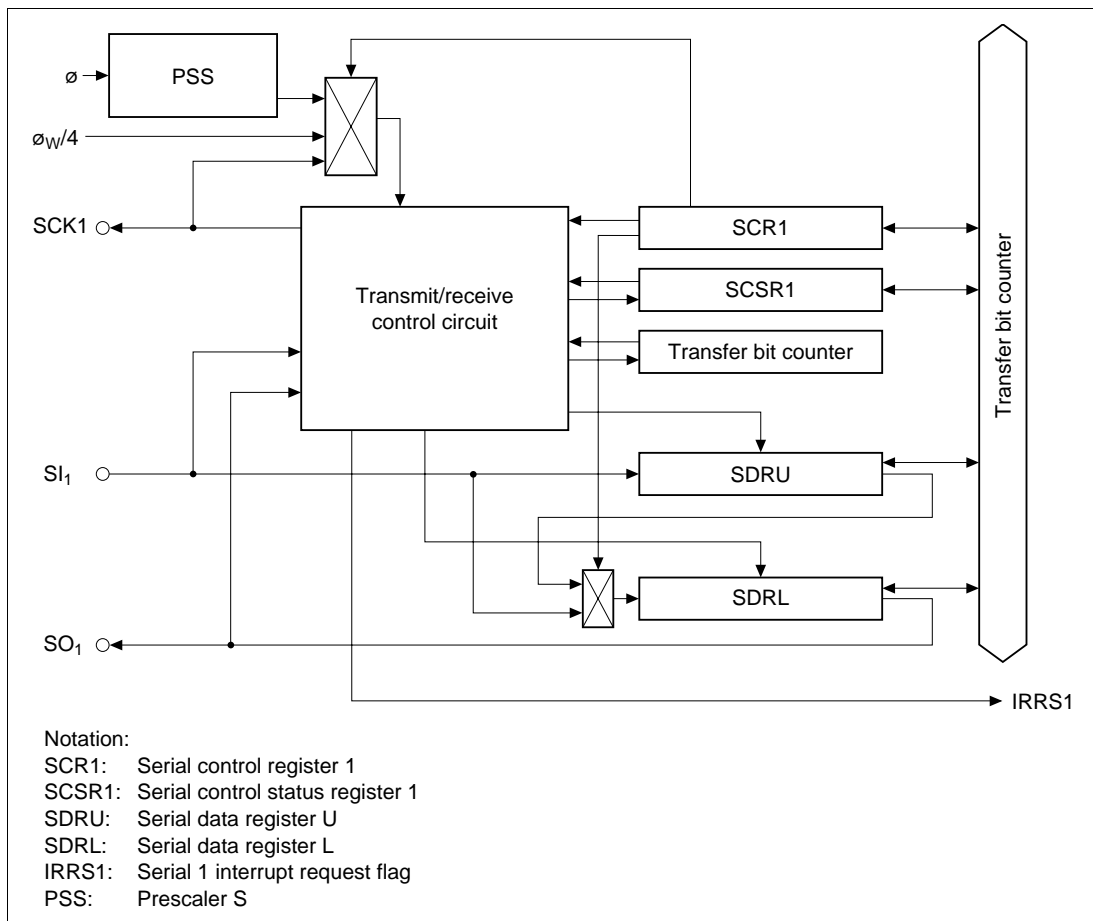 ø
PSS
øW/4
SCK1
SCR1
SCSR1
Transmit/receive
control circuit
Transfer bit counter
Transfer bit counter
SI1
SDRU
SDRL
SO1
IRRS1
Notation:
SCR1: Serial control register 1
SCSR1: Serial control status register 1
SDRU: Serial data register U
SDRL: Serial data register L
IRRS1: Serial 1 interrupt request flag
PSS: Prescaler S